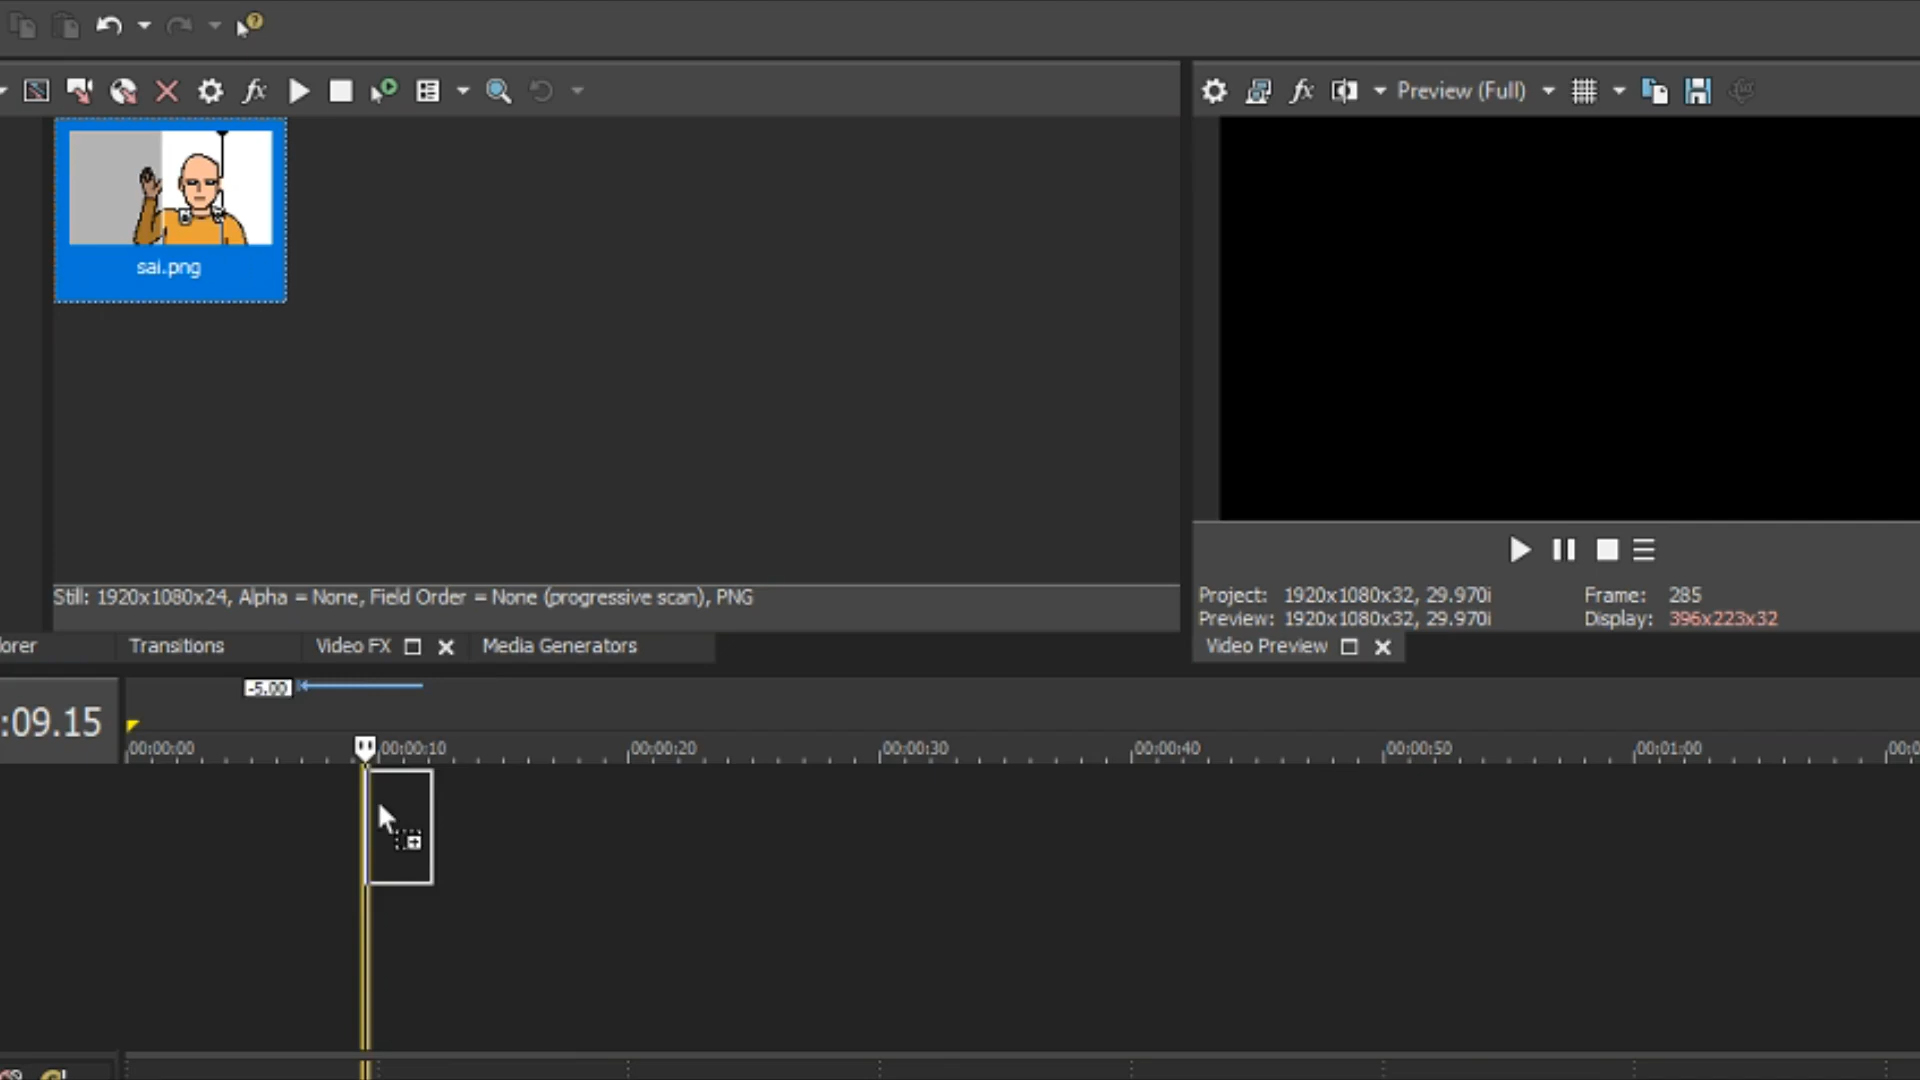 Preview (Full)
sai.png
Still: 1920x1080x24, Alpha = None, Field Order = None (progressive scan), PNG
Project: 1920x1080x32, 29.970i Frame: 285
Preview: 1920x1080x32, 29.970i Display: 396x223x32
lorer Transitions Video FX Media Generators Video Preview
-5.00
:09.15
00:00:00 00:00:10 00:00:20 00:00:30 00:00:40 00:00:50 00:01:00 00:0